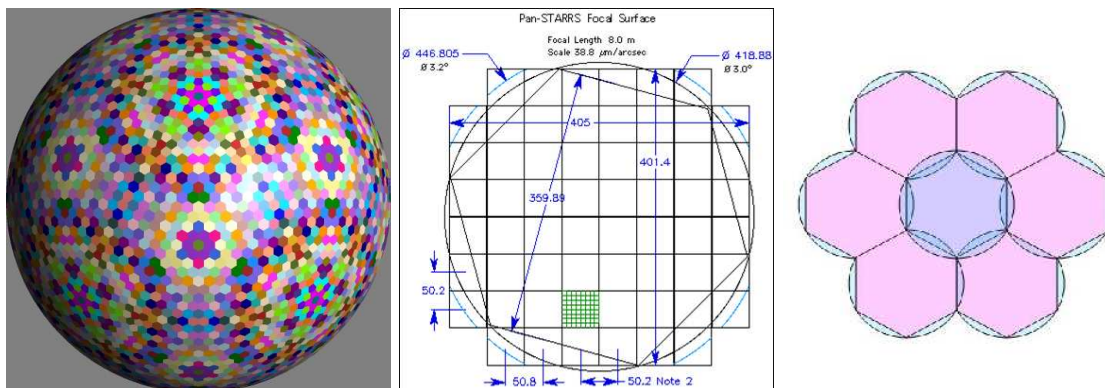 Pan-STARRS Focal Surface
Focal Length 8.0 m
Scale 38.8 μm/arcsec
Ø 446.805
Ø 3.2°
Ø 418.88
Ø 3.0°
405
401.4
359.89
50.2
50.8
50.2 Note 2